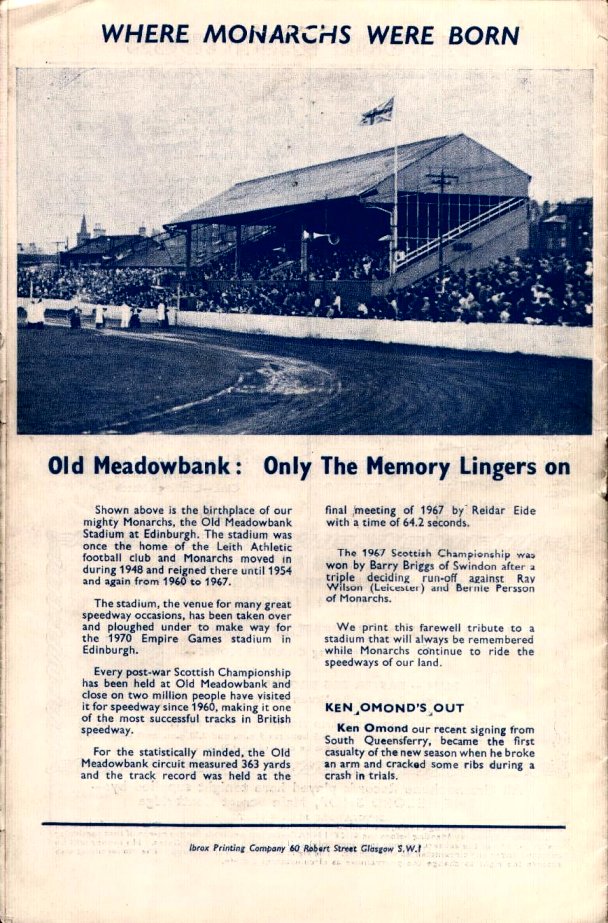 WHERE MONARCHS WERE BORN
Old Meadowbank: Only The Memory Lingers on
Shown above is the birthplace of our
mighty Monarchs, the Old Meadowbank
Stadium at Edinburgh. The stadium was
once the home of the Leith Athletic
football club and Monarchs moved in
during 1948 and reigned there until 1954
and again from 1960 to 1967.
The stadium, the venue for many great
speedway occasions, has been taken over
and ploughed under to make way for
the 1970 Empire Games stadium in
Edinburgh.
Every post-war Scottish Championship
has been held at Old Meadowbank and
close on two million people have visited
it for speedway since 1960, making it one
of the most successful tracks in British
speedway.
For the statistically minded, the Old
Meadowbank circuit measured 363 yards
and the track record was held at the
final meeting of 1967 by Reidar Eide
with a time of 64.2 seconds.
The 1967 Scottish Championship was
won by Barry Briggs of Swindon after a
triple deciding run-off against Ray
Wilson (Leicester) and Bernie Persson
of Monarchs.
We print this farewell tribute to a
stadium that will always be remembered
while Monarchs continue to ride the
speedways of our land.
KEN OMOND'S OUT
Ken Omond our recent signing from
South Queensferry, became the first
casualty of the new season when he broke
an arm and cracked some ribs during a
crash in trials.
Ibrox Printing Company 60 Robert Street Glasgow S.W.1